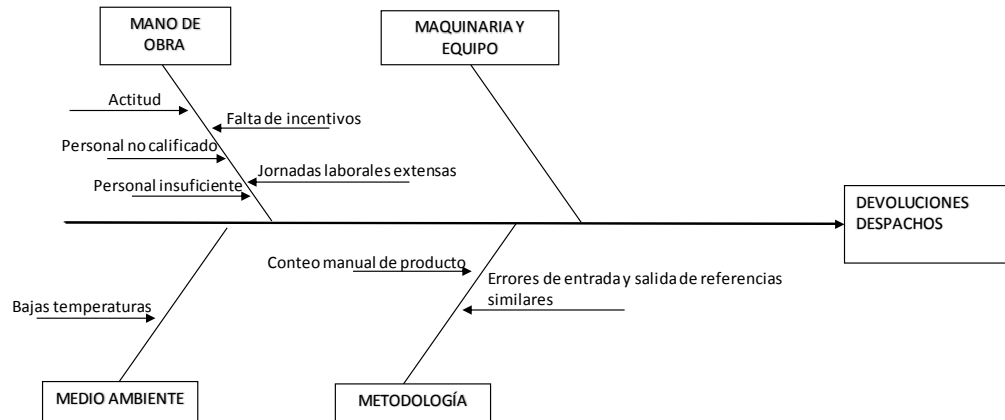 MANO DE
OBRA
MAQUINARIA Y
EQUIPO
Actitud
Falta de incentivos
Personal no calificado
Jornadas laborales extensas
Personal insuficiente
DEVOLUCIONES
DESPACHOS
Conteo manual de producto
Errores de entrada y salida de referencias
similares
Bajas temperaturas
MEDIO AMBIENTE
METODOLOGÍA